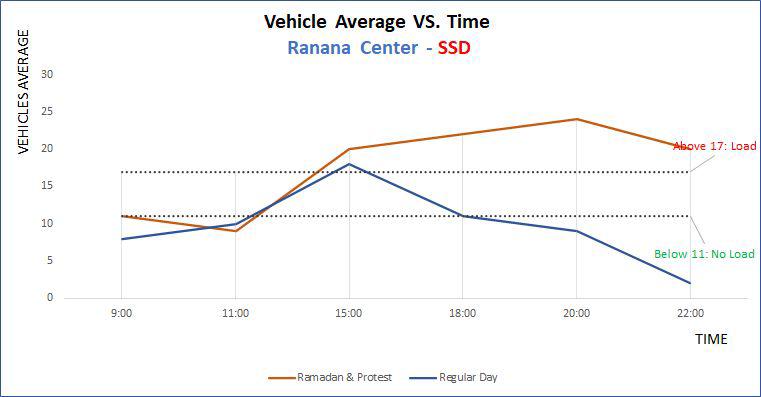 Vehicle Average VS. Time
Ranana Center - SSD
VEHICLES AVERAGE
30
25
20
15
10
5
0
Above 17: Load
Below 11: No Load
9:00 11:00 15:00 18:00 20:00 22:00
TIME
Ramadan & Protest Regular Day